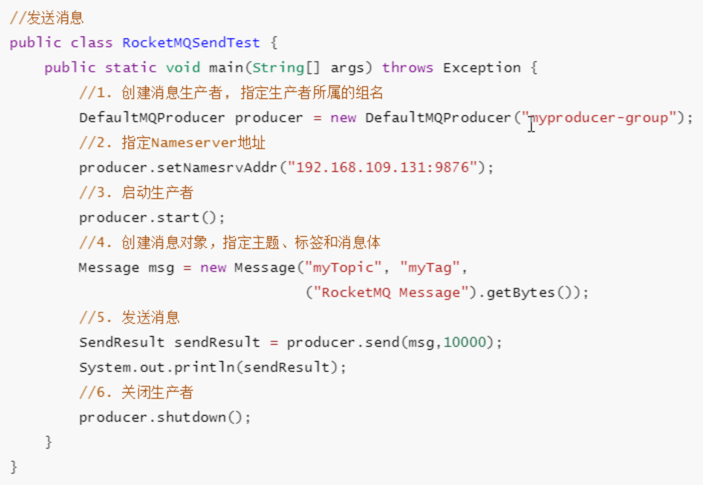 //发送消息
public class RocketMQSendTest {
    public static void main(String[] args) throws Exception {
        //1. 创建消息生产者, 指定生产者所属的组名
        DefaultMQProducer producer = new DefaultMQProducer("myproducer-group");
        //2. 指定Nameserver地址
        producer.setNamesrvAddr("192.168.109.131:9876");
        //3. 启动生产者
        producer.start();
        //4. 创建消息对象，指定主题、标签和消息体
        Message msg = new Message("myTopic", "myTag",
                                ("RocketMQ Message").getBytes());
        //5. 发送消息
        SendResult sendResult = producer.send(msg,10000);
        System.out.println(sendResult);
        //6. 关闭生产者
        producer.shutdown();
    }
}